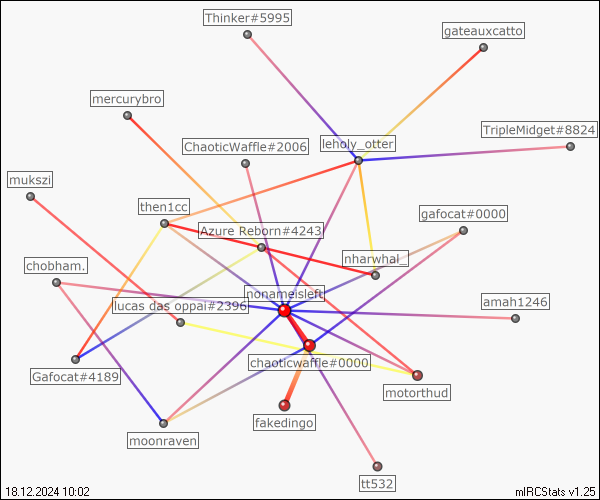 Thinker#5995
gateauxcatto
mercurybro
TripleMidget#8824
leholy_otter
ChaoticWaffle#2006
mukszi
then1cc
gafocat#0000
Azure Reborn#4243
nharwhal_
chobham.
nonameisleft
amah1246
lucas das oppai#2396
chaoticwaffle#0000
Gafocat#4189
motorthud
fakedingo
moonraven
tt532
18.12.2024 10:02
mIRCStats v1.25